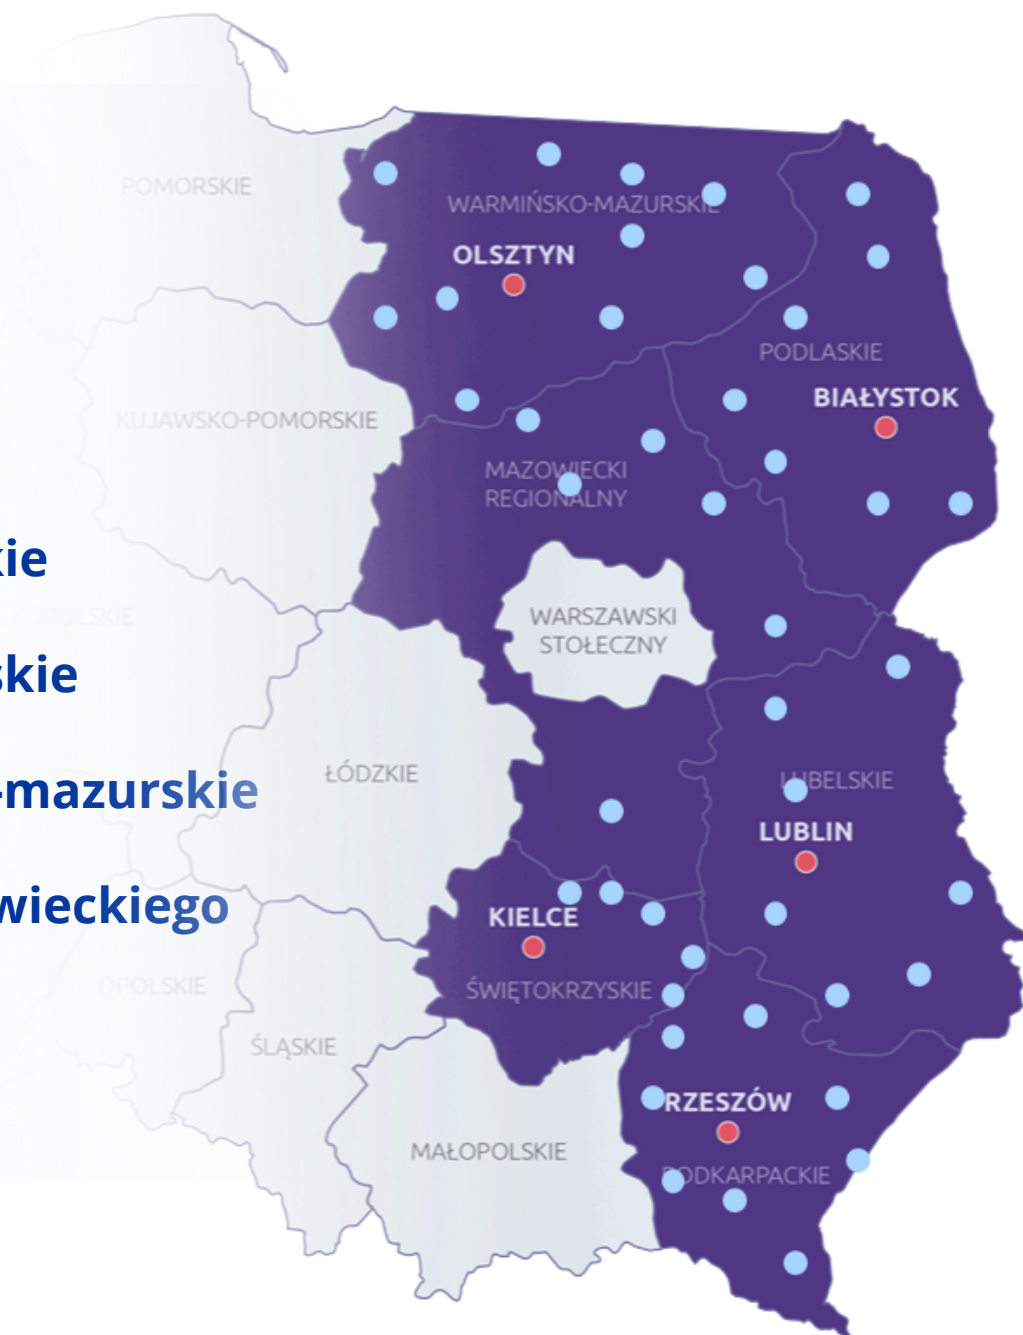 POMORSKIE
WARMIŃSKO-MAZURSKIE
OLSZTYN
PODLASKIE
BIAŁYSTOK
KUJAWSKO-POMORSKIE
MAZOWIECKI
REGIONALNY
kie
WARSZAWSKI
STOŁECZNY
skie
ŁÓDZKIE
-mazurskie
LUBELSKIE
LUBLIN
wieckiego
KIELCE
OPOLSKIE
ŚWIĘTOKRZYSKIE
ŚLĄSKIE
RZESZÓW
MAŁOPOLSKIE
PODKARPACKIE